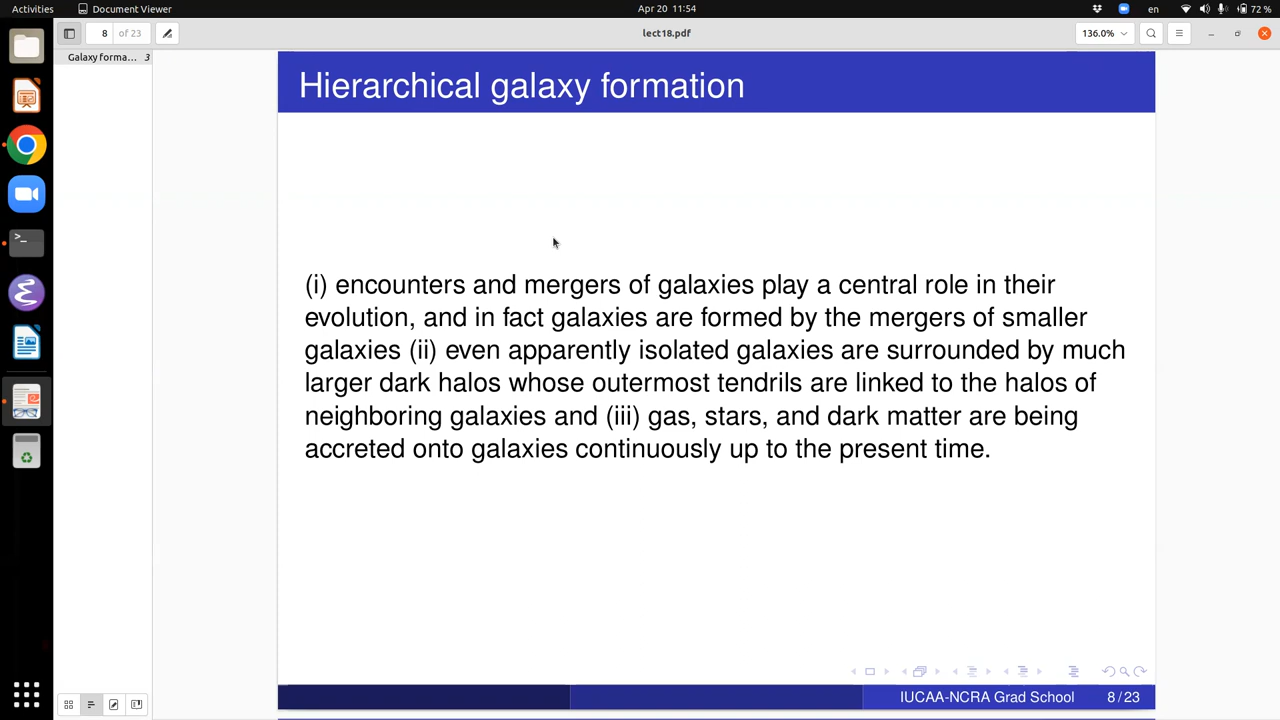 Activities
Document Viewer
Apr 20 11:54
en
72 %
8 of 23
lect18.pdf
136.0%
Galaxy forma... 3
Hierarchical galaxy formation
(i) encounters and mergers of galaxies play a central role in their
evolution, and in fact galaxies are formed by the mergers of smaller
galaxies (ii) even apparently isolated galaxies are surrounded by much
larger dark halos whose outermost tendrils are linked to the halos of
neighboring galaxies and (iii) gas, stars, and dark matter are being
accreted onto galaxies continuously up to the present time.
IUCAA-NCRA Grad School
8 / 23